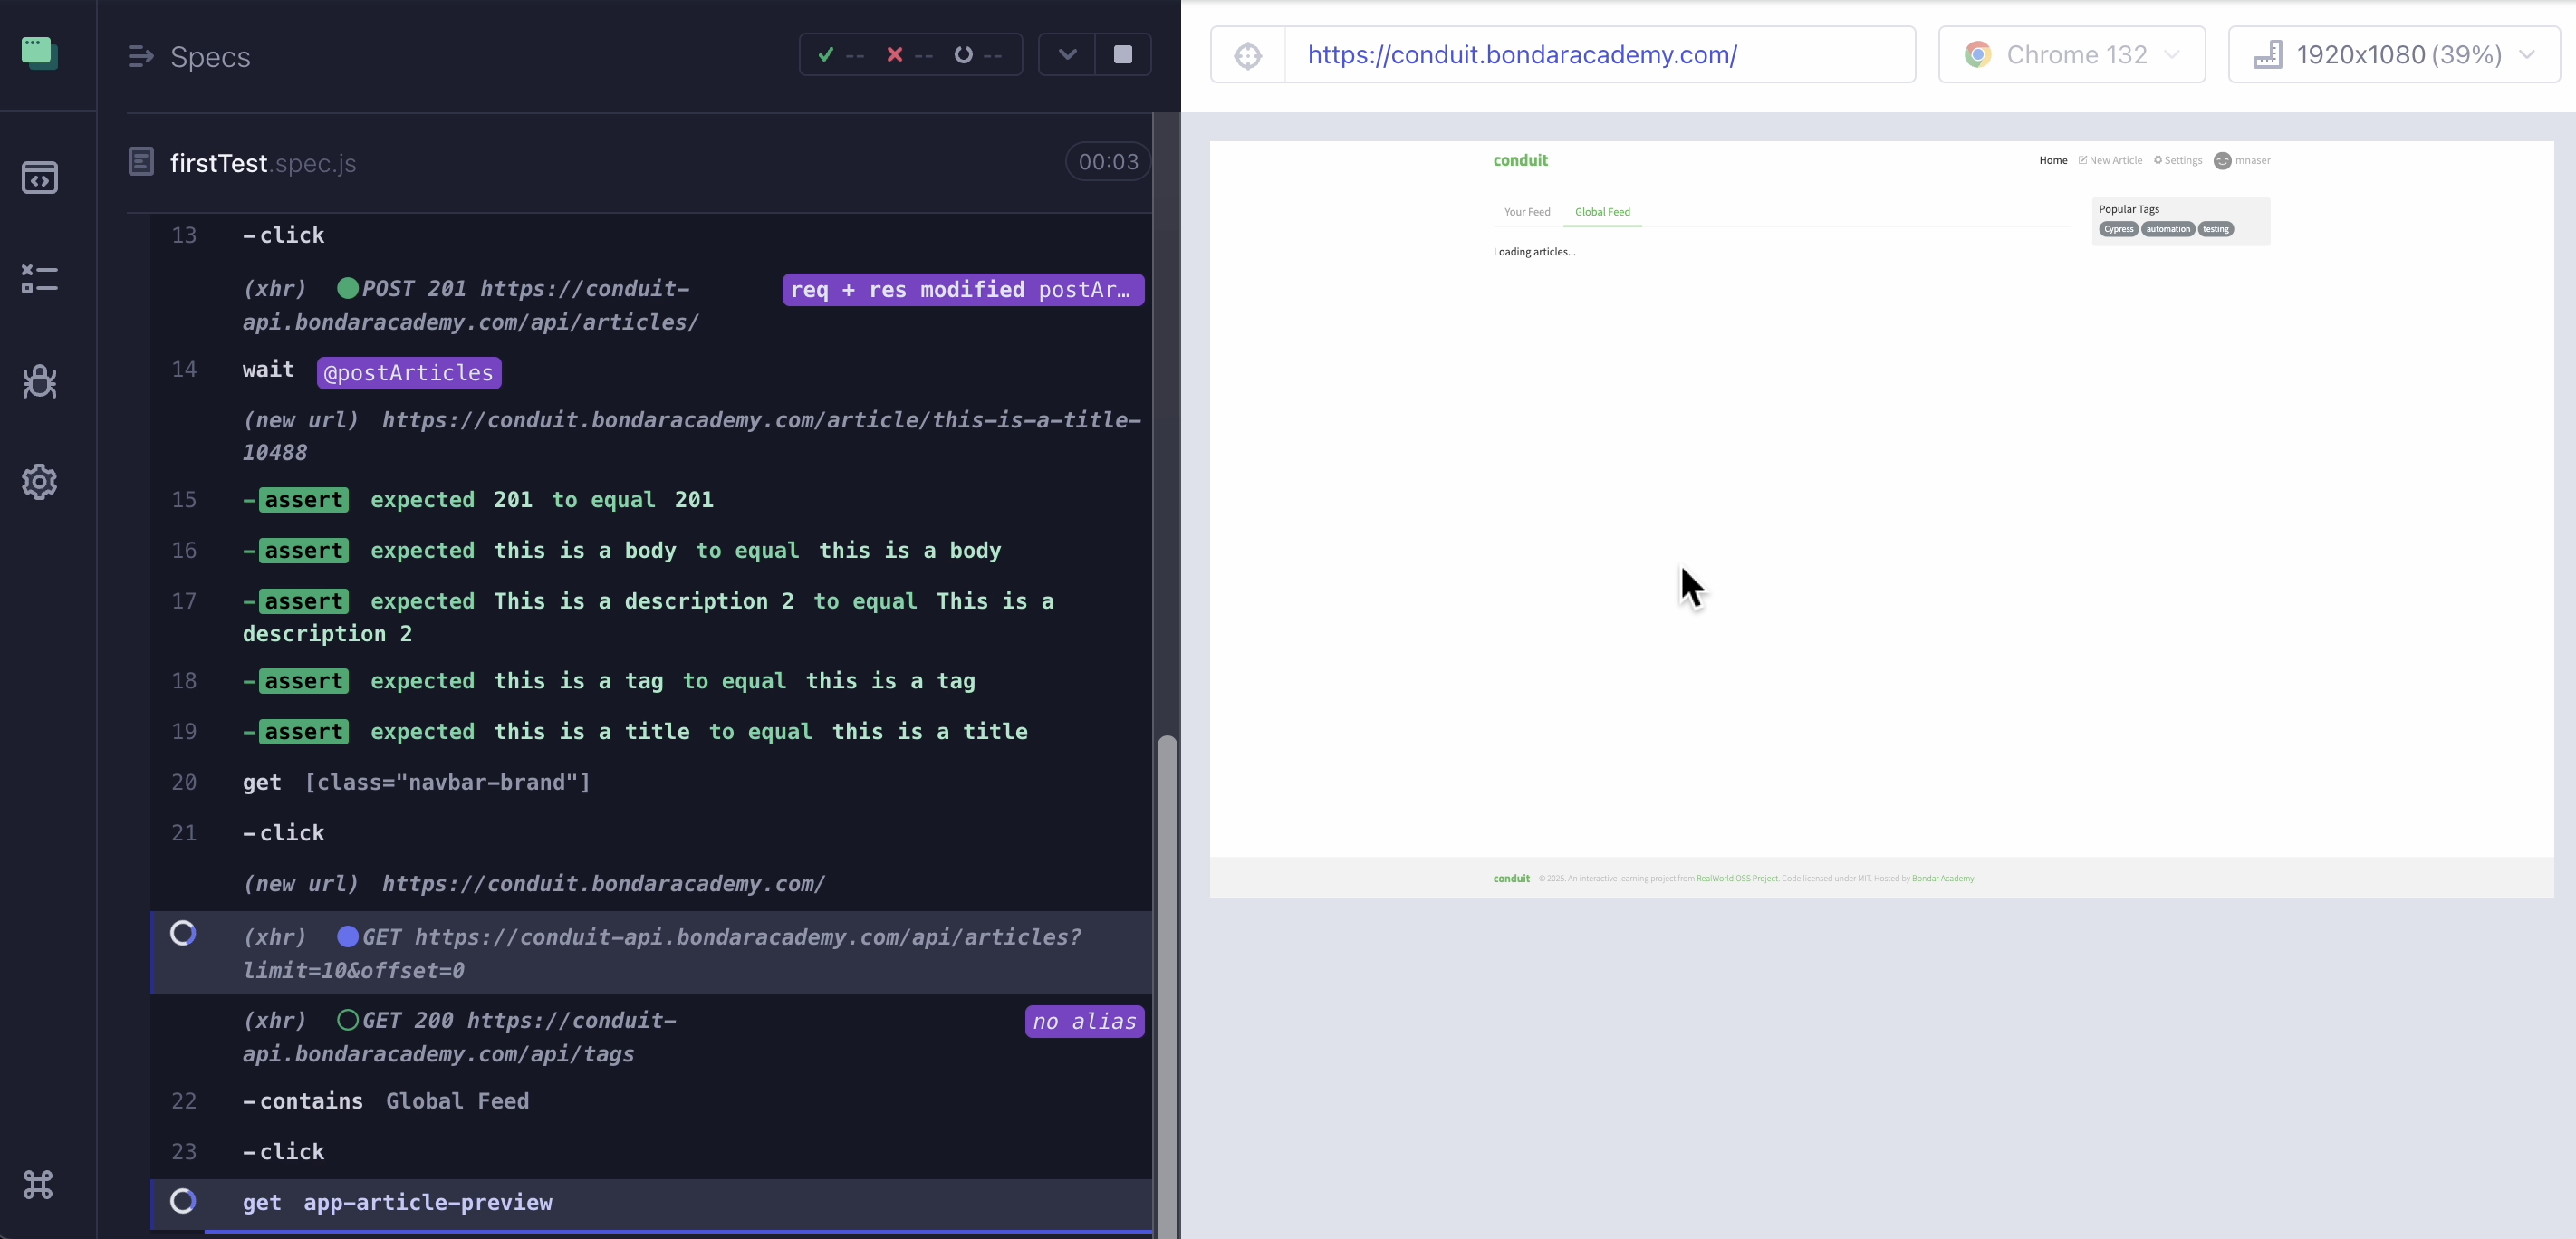 Specs
-- -- --
firstTest.spec.js
00:03
13 -click
(xhr) POST 201 https://conduit-
api.bondaracademy.com/api/articles/
req + res modified postAr…
14 wait @postArticles
(new url) https://conduit.bondaracademy.com/article/this-is-a-title-
10488
15 -assert expected 201 to equal 201
16 -assert expected this is a body to equal this is a body
17 -assert expected This is a description 2 to equal This is a
description 2
18 -assert expected this is a tag to equal this is a tag
19 -assert expected this is a title to equal this is a title
20 get [class="navbar-brand"]
21 -click
(new url) https://conduit.bondaracademy.com/
(xhr) GET https://conduit-api.bondaracademy.com/api/articles?
limit=10&offset=0
(xhr) GET 200 https://conduit-
api.bondaracademy.com/api/tags
no alias
22 -contains Global Feed
23 -click
get app-article-preview
https://conduit.bondaracademy.com/
Chrome 132
1920x1080 (39%)
conduit
Home New Article Settings mnaser
Your Feed Global Feed
Popular Tags
Cypress automation testing
Loading articles...
conduit © 2025. An interactive learning project from RealWorld OSS Project. Code licensed under MIT. Hosted by Bondar Academy.